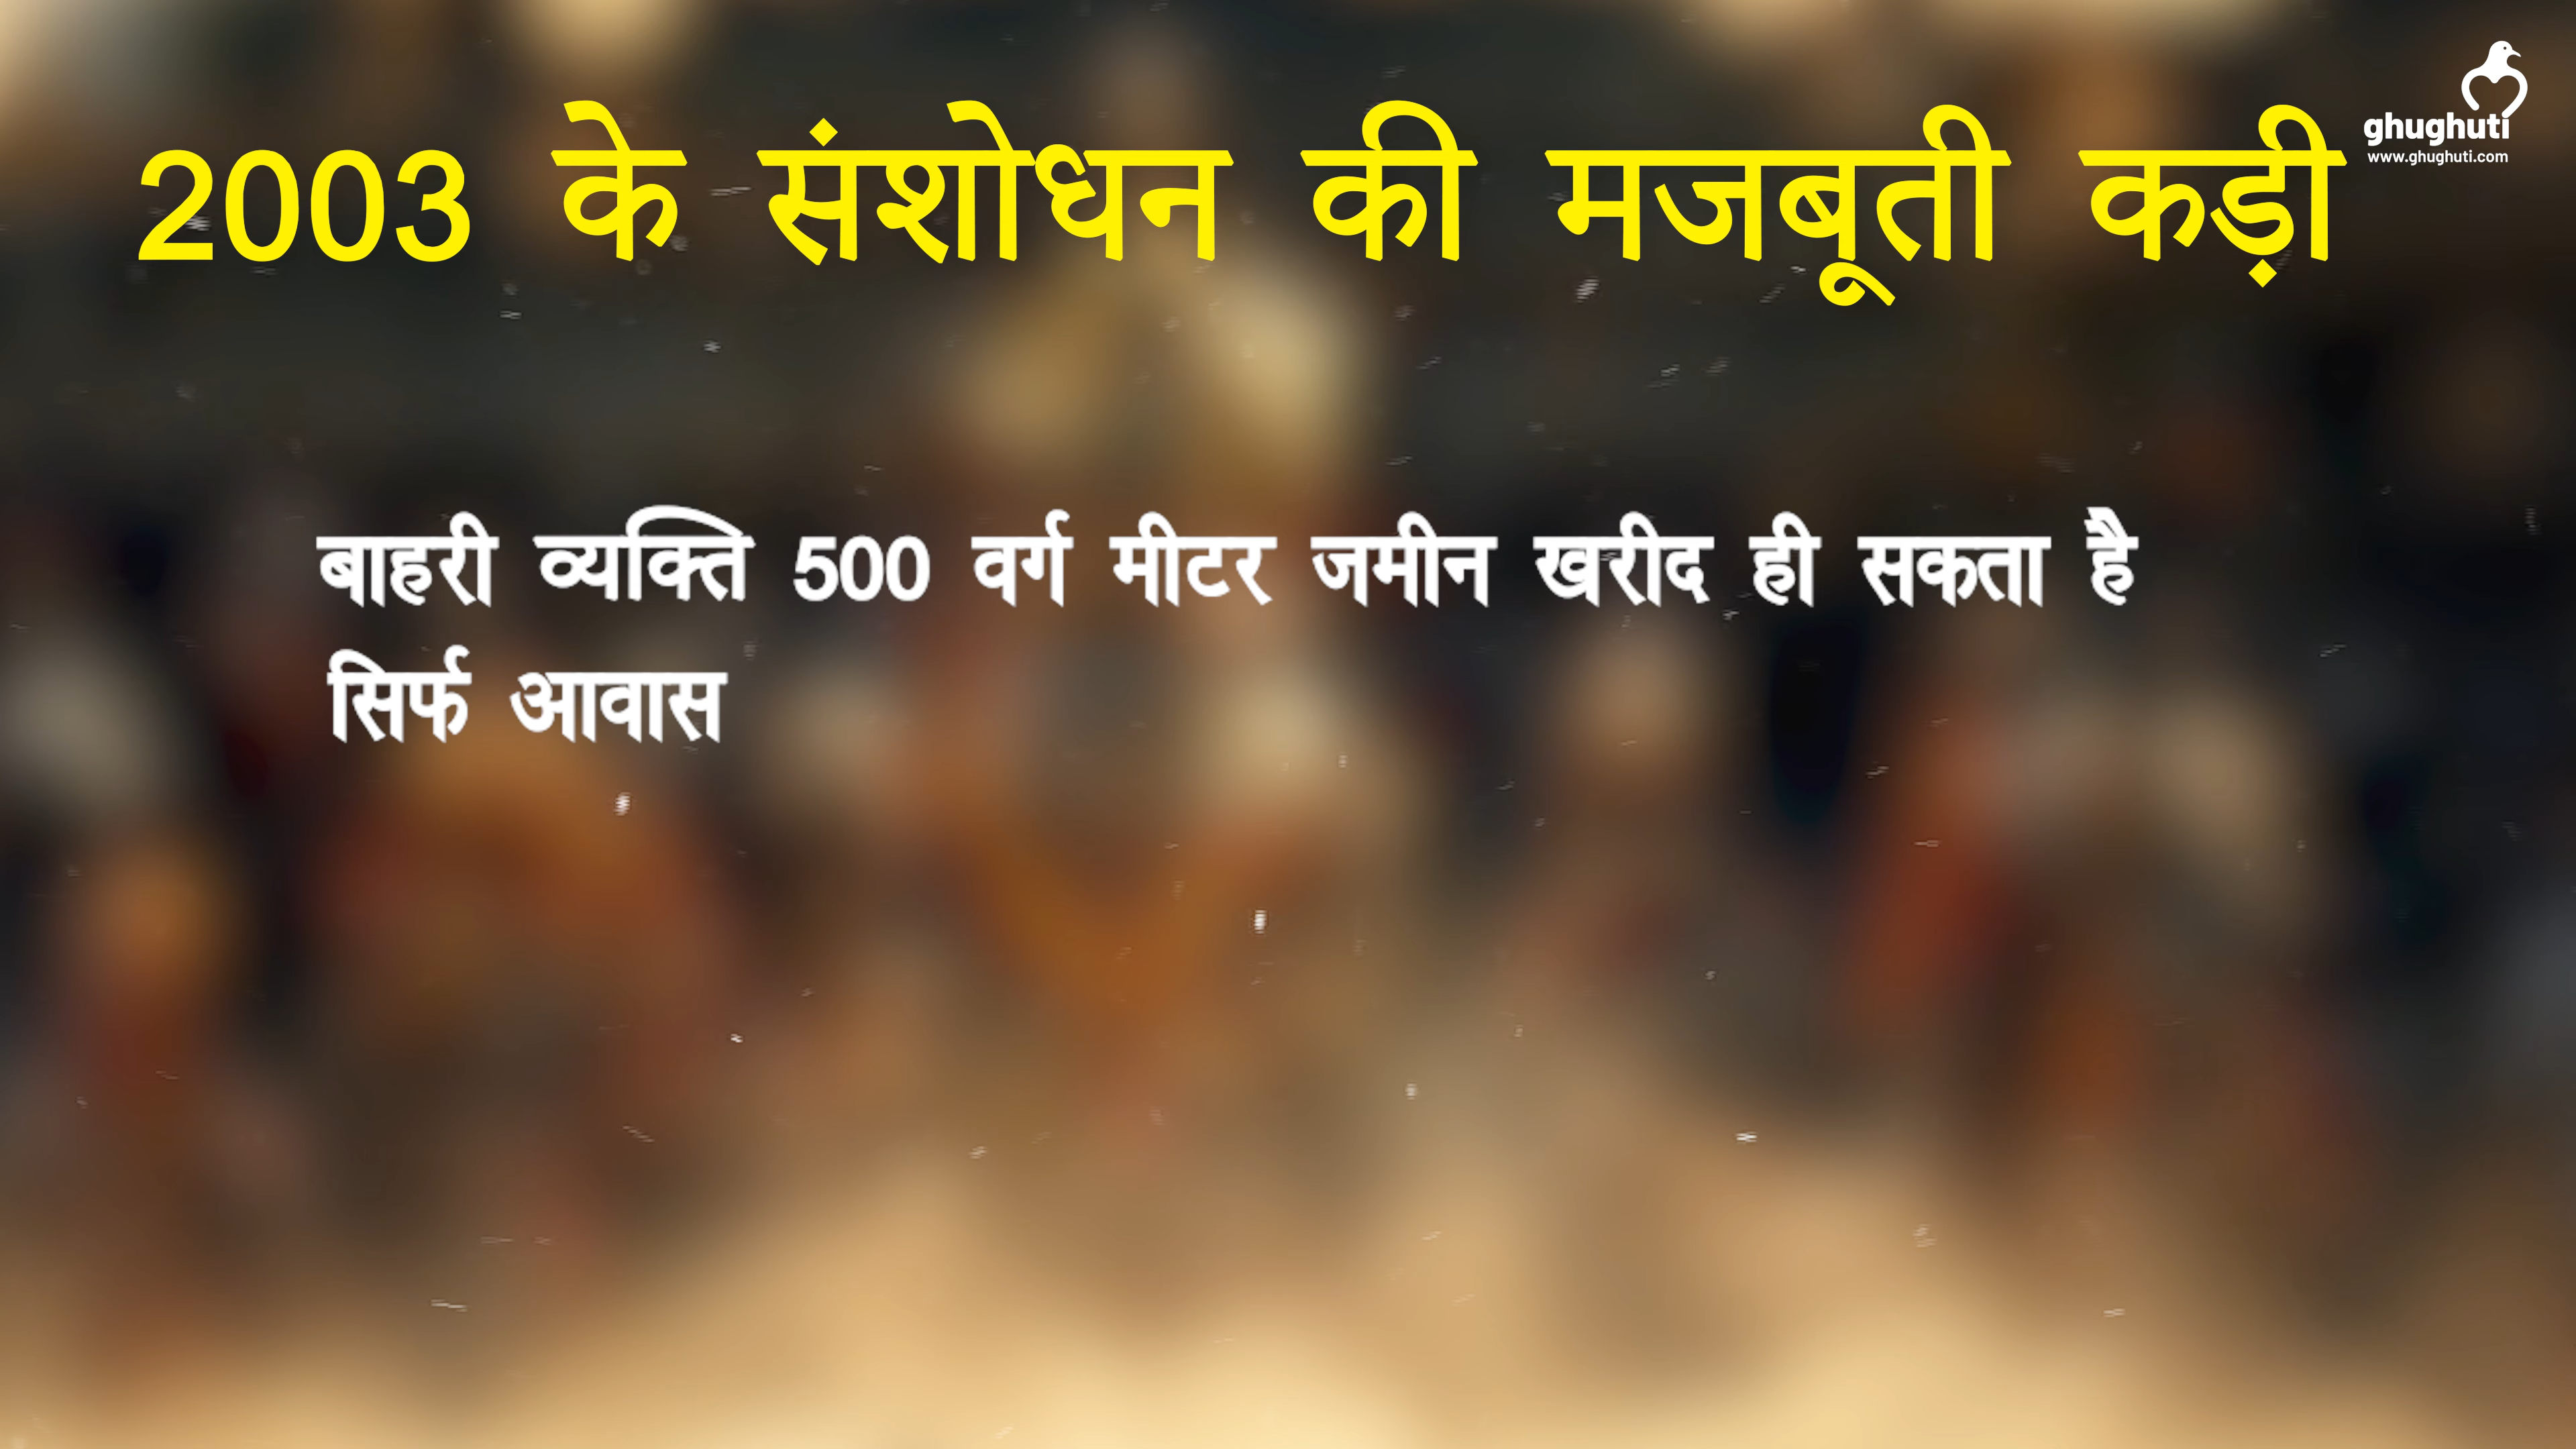 2003 के संशोधन की मजबूती कड़ी
ghughuti
www.ghughuti.com
बाहरी व्यक्ति 500 वर्ग मीटर जमीन खरीद ही सकता है
सिर्फ आवास